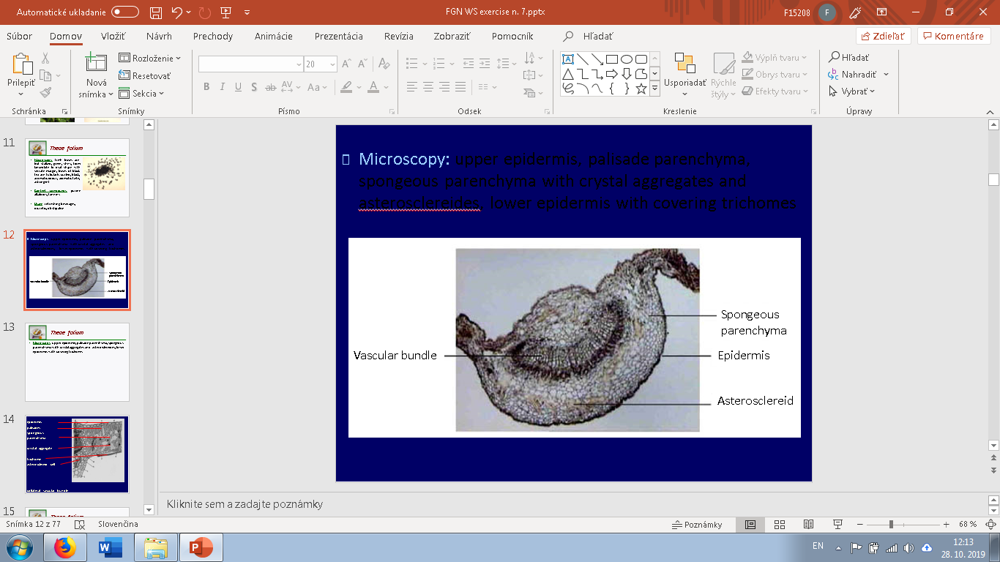 Automatické ukladanie
FGN WS exercise n. 7.pptx
F15208
F
Súbor Domov Vložiť Návrh Prechody Animácie Prezentácia Revízia Zobraziť Pomocník Hľadať
Zdieľať Komentáre
Prilepiť
Schránka
Nová
snímka
Rozloženie
Resetovať
Sekcia
Snímky
20
Písmo
Odsek
Usporiadať
Rýchle
štýly
Výplň tvaru
Obrys tvaru
Efekty tvaru
Kreslenie
Hľadať
Nahradiť
Vybrať
Úpravy
11
Theae folium
12
13
Theae folium
14
15
Microscopy: upper epidermis, palisade parenchyma,
spongeous parenchyma with crystal aggregates and
asterosclereides, lower epidermis with covering trichomes
Spongeous
parenchyma
Vascular bundle
Epidermis
Asterosclereid
Kliknite sem a zadajte poznámky
Snímka 12 z 77
Slovenčina
Poznámky
68 %
EN
12:13
28. 10. 2019